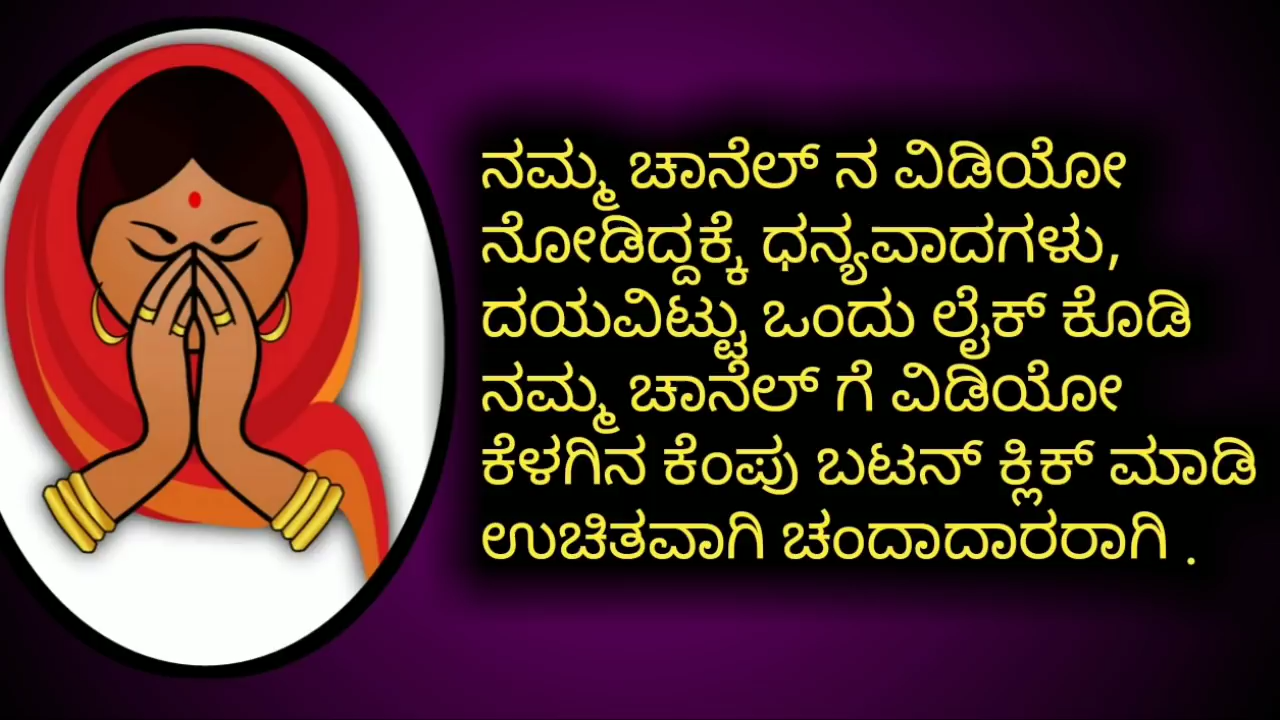 ನಮ್ಮ ಚಾನೆಲ್ ನ ವಿಡಿಯೋ
ನೋಡಿದ್ದಕ್ಕೆ ಧನ್ಯವಾದಗಳು,
ದಯವಿಟ್ಟು ಒಂದು ಲೈಕ್ ಕೊಡಿ
ನಮ್ಮ ಚಾನೆಲ್ ಗೆ ವಿಡಿಯೋ
ಕೆಳಗಿನ ಕೆಂಪು ಬಟನ್ ಕ್ಲಿಕ್ ಮಾಡಿ
ಉಚಿತವಾಗಿ ಚಂದಾದಾರರಾಗಿ .